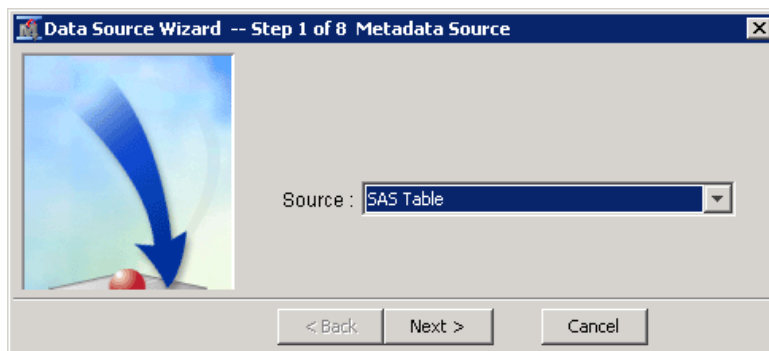 Data Source Wizard -- Step 1 of 8 Metadata Source
Source : SAS Table
< Back Next > Cancel